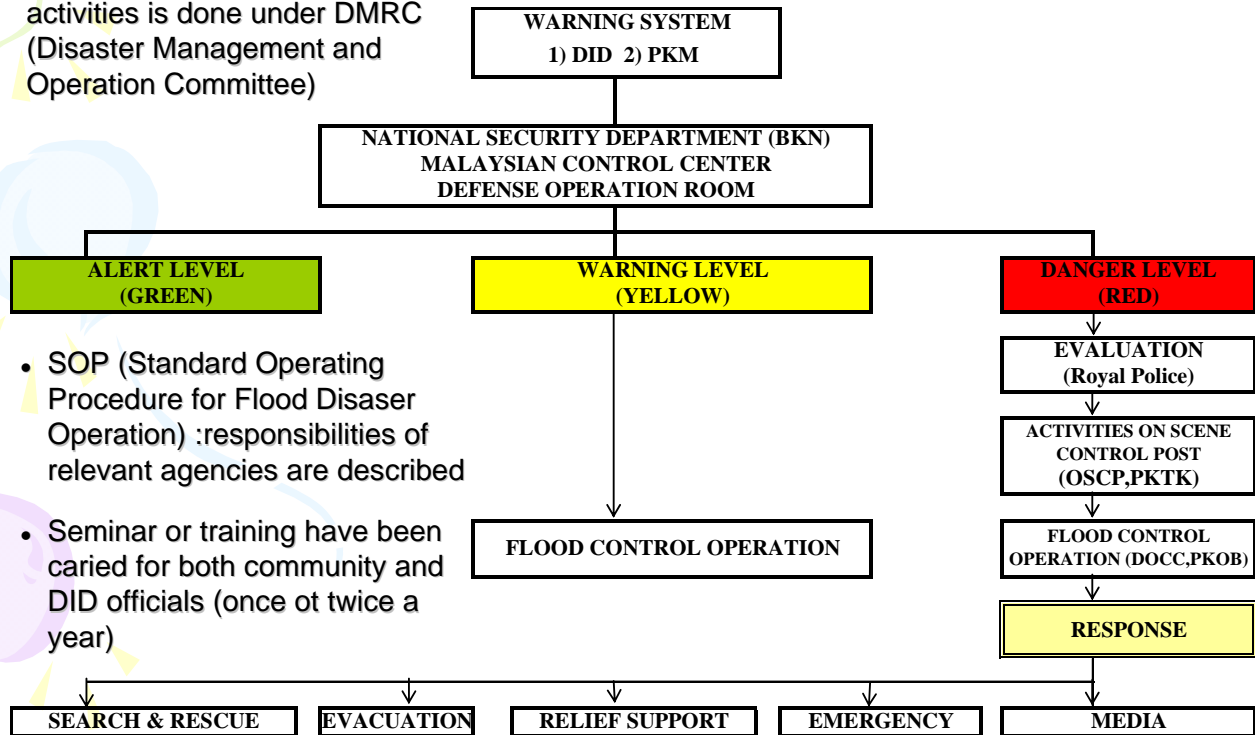 activities is done under DMRC
(Disaster Management and
Operation Committee)
WARNING SYSTEM
1) DID 2) PKM
NATIONAL SECURITY DEPARTMENT (BKN)
MALAYSIAN CONTROL CENTER
DEFENSE OPERATION ROOM
ALERT LEVEL
(GREEN)
WARNING LEVEL
(YELLOW)
DANGER LEVEL
(RED)
• SOP (Standard Operating
Procedure for Flood Disaser
Operation) :responsibilities of
relevant agencies are described
• Seminar or training have been
caried for both community and
DID officials (once ot twice a
year)
FLOOD CONTROL OPERATION
EVALUATION
(Royal Police)
ACTIVITIES ON SCENE
CONTROL POST
(OSCP,PKTK)
FLOOD CONTROL
OPERATION (DOCC,PKOB)
RESPONSE
SEARCH & RESCUE
EVACUATION
RELIEF SUPPORT
EMERGENCY
MEDIA